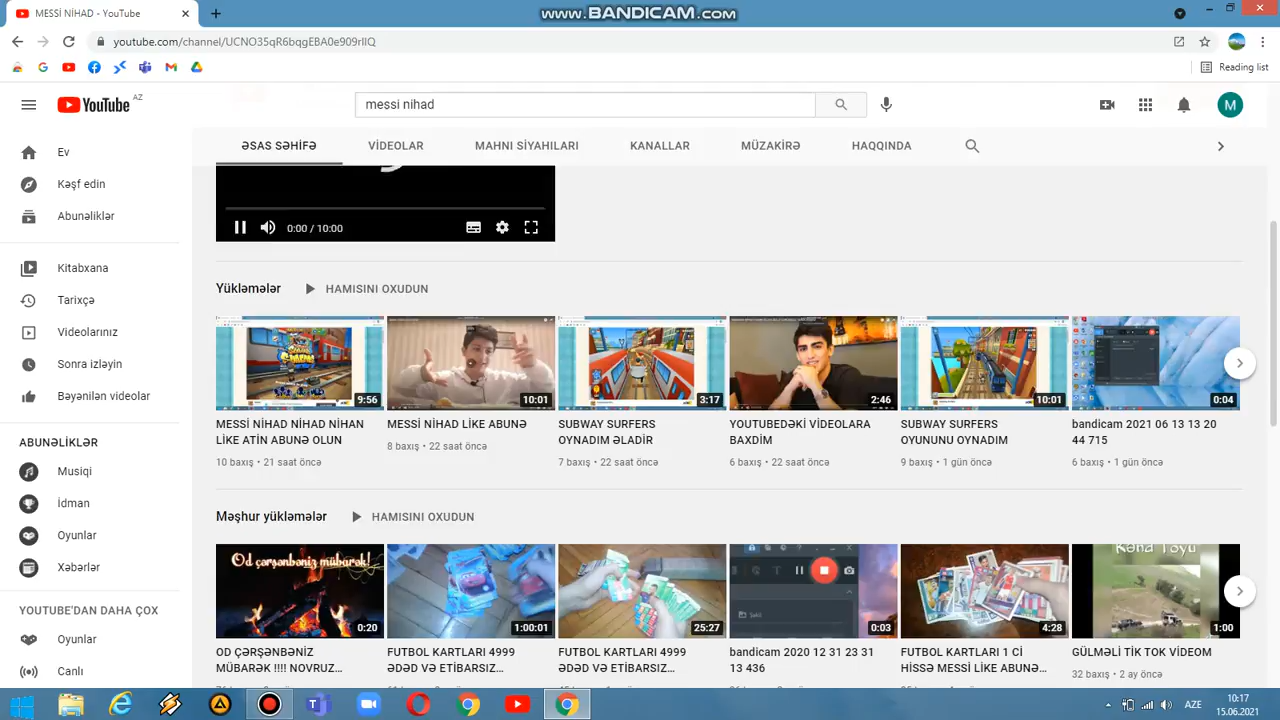 MESSİ NİHAD - YouTube
www.BANDICAM.com
youtube.com/channel/UCNO35qR6bqgEBA0e909rIlQ
Reading list
YouTube AZ
messi nihad
M
ƏSAS SƏHİFƏ
VİDEOLAR
MAHNI SİYAHILARI
KANALLAR
MÜZAKİRƏ
HAQQINDA
Ev
Kəşf edin
Abunəliklər
Kitabxana
Tarixçə
Videolarınız
Sonra izləyin
Bəyənilən videolar
ABUNƏLİKLƏR
Musiqi
İdman
Oyunlar
Xəbərlər
YOUTUBE'DAN DAHA ÇOX
Oyunlar
Canlı
0:00 / 10:00
Yükləmələr
HAMISINI OXUDUN
9:56
10:01
3:17
2:46
10:01
0:04
MESSİ NİHAD NİHAD NİHAN
LİKE ATİN ABUNƏ OLUN
10 baxış • 21 saat öncə
MESSİ NİHAD LİKE ABUNƏ
8 baxış • 22 saat öncə
SUBWAY SURFERS
OYNADIM ƏLADİR
7 baxış • 22 saat öncə
YOUTUBEDƏKİ VİDEOLARA
BAXDİM
6 baxış • 22 saat öncə
SUBWAY SURFERS
OYUNUNU OYNADIM
9 baxış • 1 gün öncə
bandicam 2021 06 13 13 20
44 715
6 baxış • 1 gün öncə
Məşhur yükləmələr
HAMISINI OXUDUN
Od çərşənbəniz mübarək!
Kənd Toyu
0:20
1:00:01
25:27
0:03
4:28
1:00
OD ÇƏRŞƏNBƏNİZ
MÜBARƏK !!!! NOVRUZ...
FUTBOL KARTLARI 4999
ƏDƏD VƏ ETİBARSIZ...
FUTBOL KARTLARI 4999
ƏDƏD VƏ ETİBARSIZ...
bandicam 2020 12 31 23 31
13 436
FUTBOL KARTLARI 1 Cİ
HİSSƏ MESSİ LİKE ABUNƏ...
GÜLMƏLİ TİK TOK VİDEOM
32 baxış • 2 ay öncə
AZE
10:17
15.06.2021